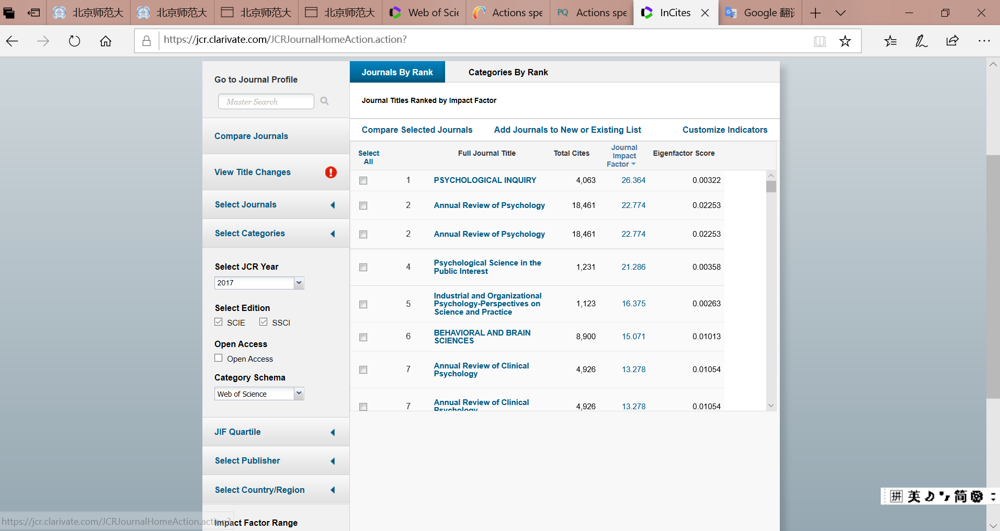 北京师范大
北京师范大
北京师范大
北京师范大
Web of Scie
Actions spe
PQ
Actions spe
InCites
Google 翻译
https://jcr.clarivate.com/JCRJournalHomeAction.action?
Go to Journal Profile
Master Search
Compare Journals
View Title Changes
Select Journals
Select Categories
Select JCR Year
2017
Select Edition
SCIE
SSCI
Open Access
Open Access
Category Schema
Web of Science
JIF Quartile
Select Publisher
Select Country/Region
Impact Factor Range
Journals By Rank
Categories By Rank
Journal Titles Ranked by Impact Factor
Compare Selected Journals
Add Journals to New or Existing List
Customize Indicators
Select
All
Full Journal Title
Total Cites
Journal
Impact
Factor
Eigenfactor Score
1 PSYCHOLOGICAL INQUIRY 4,063 26.364 0.00322
2 Annual Review of Psychology 18,461 22.774 0.02253
2 Annual Review of Psychology 18,461 22.774 0.02253
4 Psychological Science in the
Public Interest 1,231 21.286 0.00358
5 Industrial and Organizational
Psychology-Perspectives on
Science and Practice 1,123 16.375 0.00263
6 BEHAVIORAL AND BRAIN
SCIENCES 8,900 15.071 0.01013
7 Annual Review of Clinical
Psychology 4,926 13.278 0.01054
7 Annual Review of Clinical
Psychology 4,926 13.278 0.01054
拼 英 简
https://jcr.clarivate.com/JCRJournalHomeAction.action?